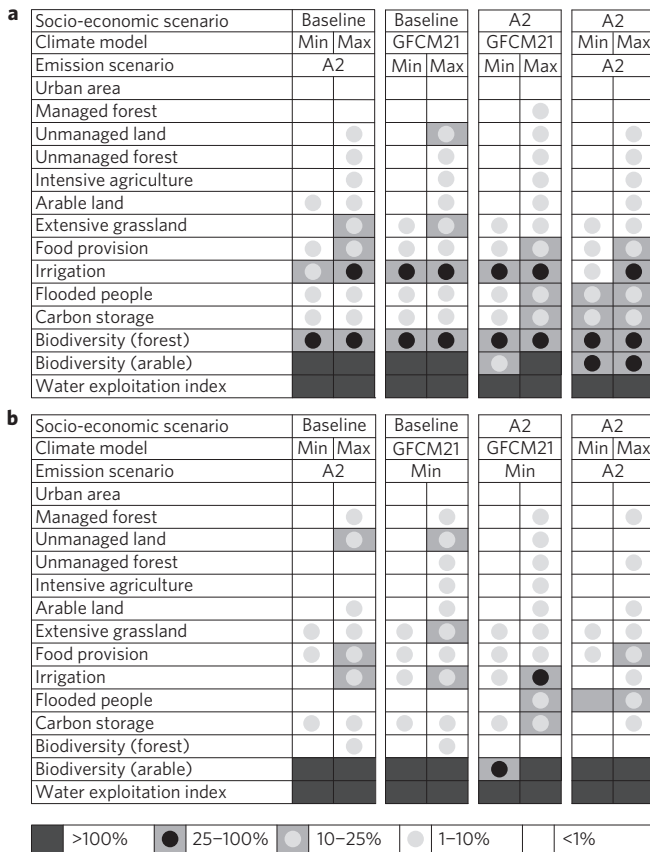 a
Socio-economic scenario Baseline Baseline A2 A2
Climate model Min Max GFCM21 GFCM21 Min Max
Emission scenario A2 Min Max Min Max A2
Urban area
Managed forest
Unmanaged land
Unmanaged forest
Intensive agriculture
Arable land
Extensive grassland
Food provision
Irrigation
Flooded people
Carbon storage
Biodiversity (forest)
Biodiversity (arable)
Water exploitation index
b
Socio-economic scenario Baseline Baseline A2 A2
Climate model Min Max GFCM21 GFCM21 Min Max
Emission scenario A2 Min Min A2
Urban area
Managed forest
Unmanaged land
Unmanaged forest
Intensive agriculture
Arable land
Extensive grassland
Food provision
Irrigation
Flooded people
Carbon storage
Biodiversity (forest)
Biodiversity (arable)
Water exploitation index
>100% 25–100% 10–25% 1–10% <1%